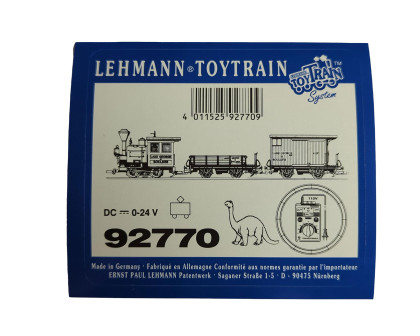 LEHMANN®TOYTRAIN
TOYTRAIN™
System
4 011525 927709
DC ⎓ 0-24 V
92770
Made in Germany · Fabriqué en Allemagne Conformité aux normes garantie par l'importateur
ERNST PAUL LEHMANN Patentwerk · Saganer Straße 1-5 · D - 90475 Nürnberg